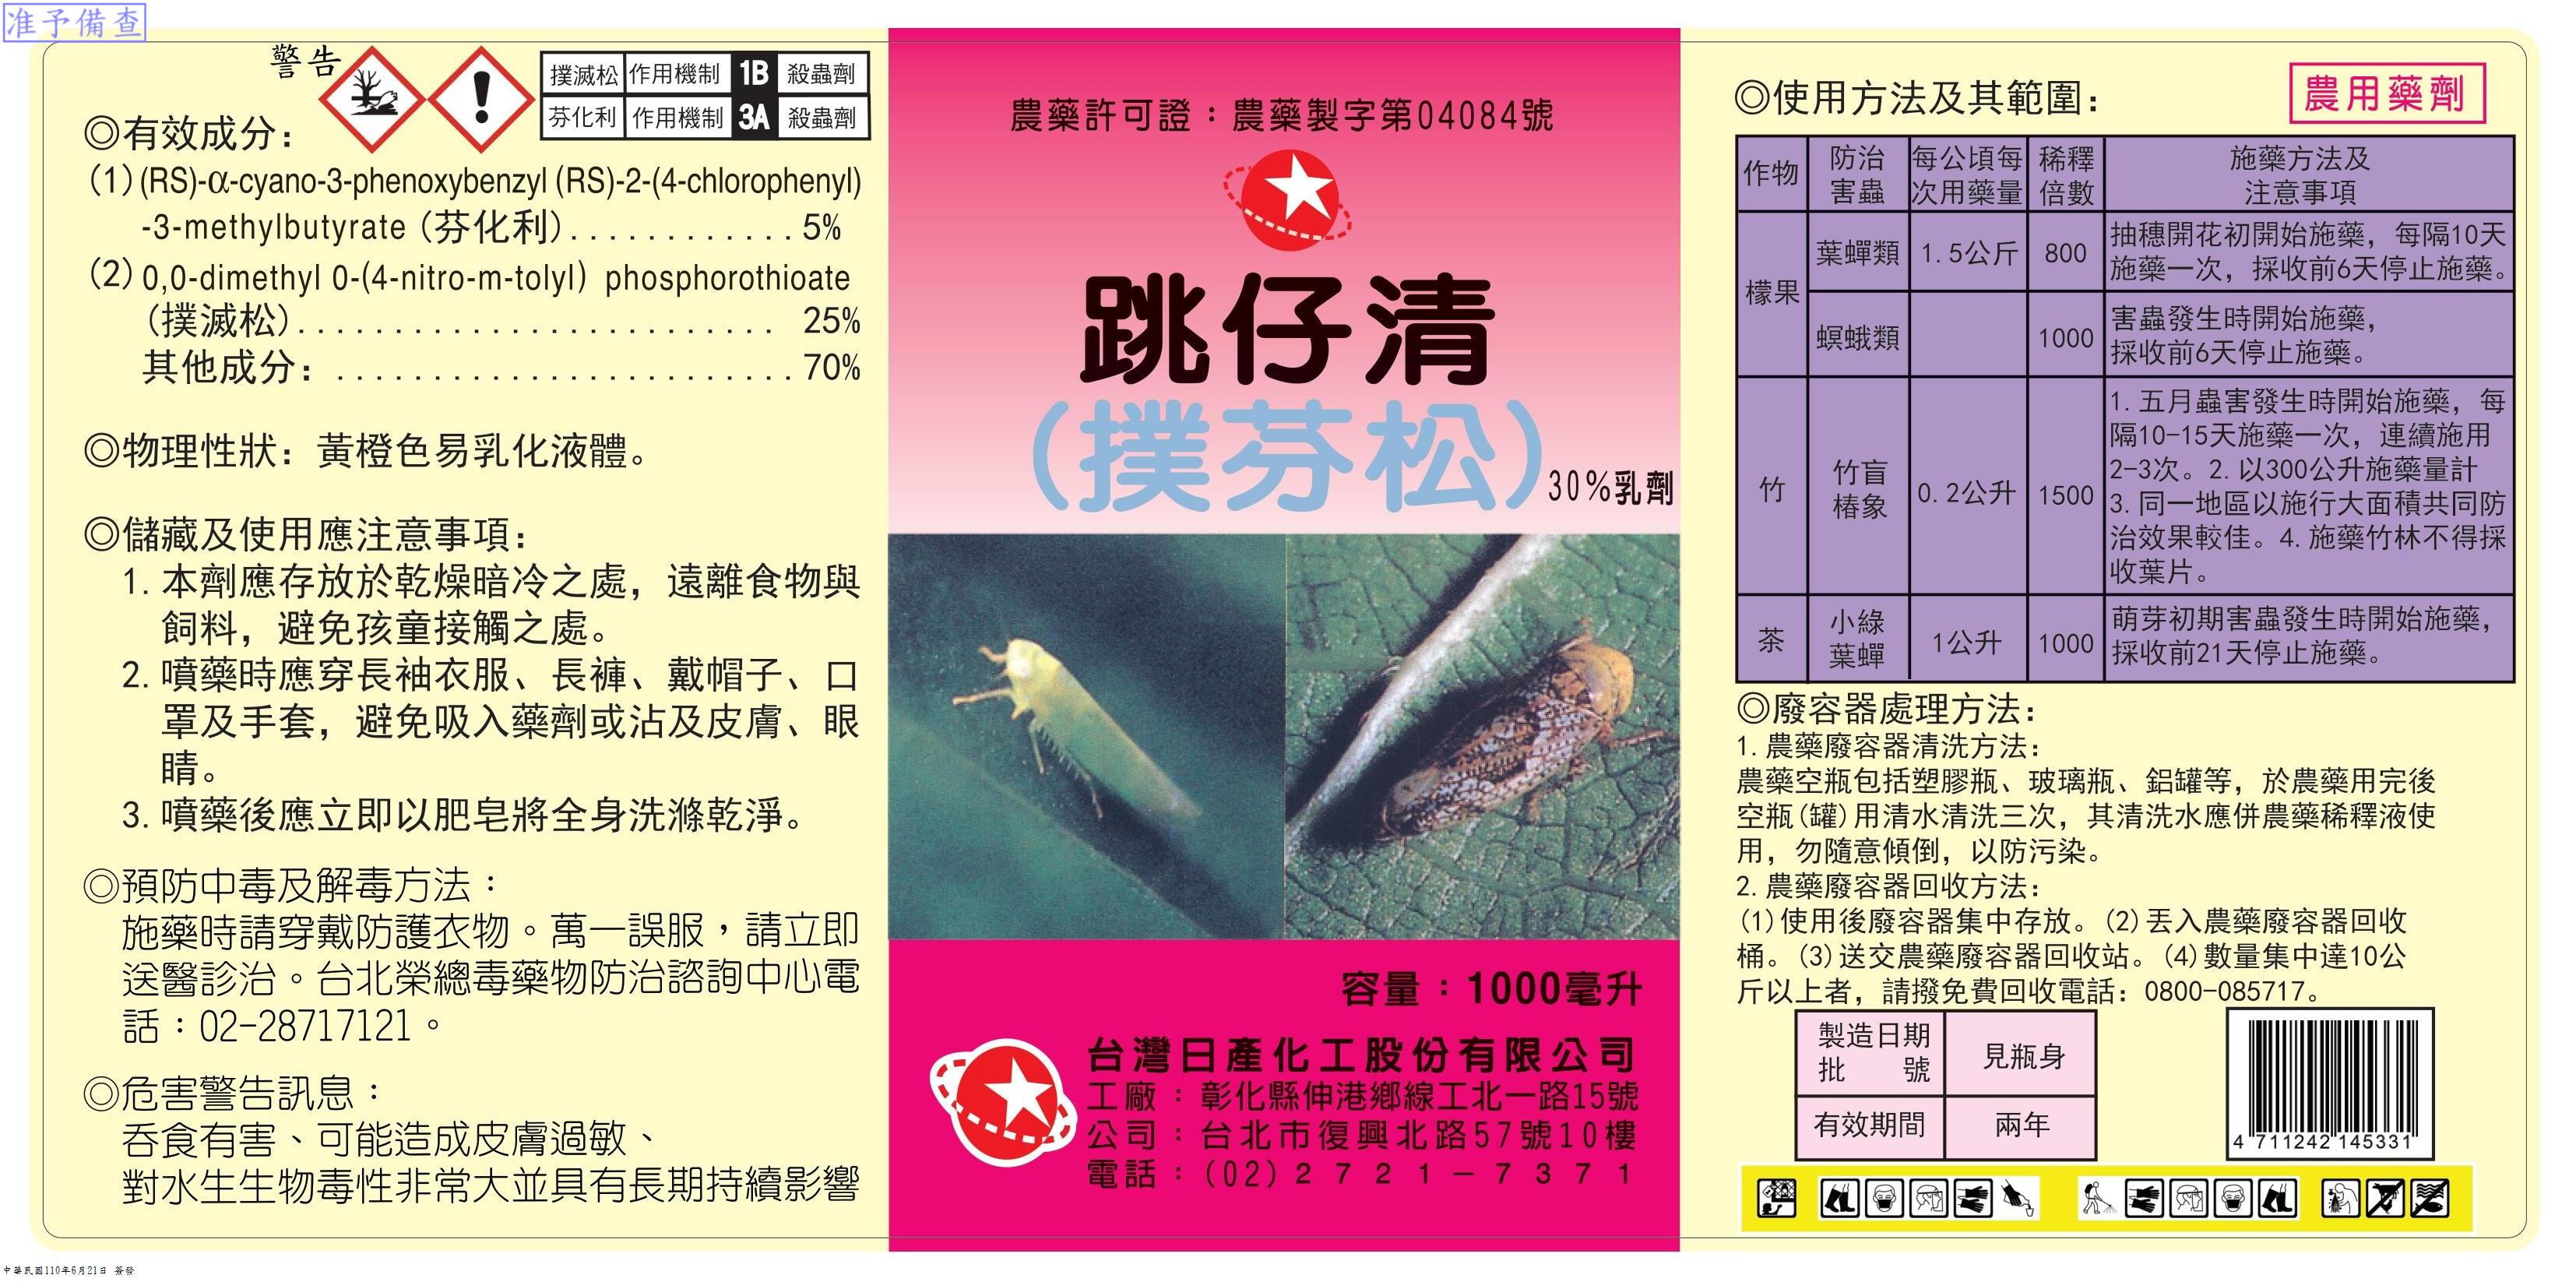 准予備查
警告
撲滅松 作用機制 1B 殺蟲劑
芬化利 作用機制 3A 殺蟲劑
◎有效成分：
(1)(RS)-α-cyano-3-phenoxybenzyl (RS)-2-(4-chlorophenyl)
-3-methylbutyrate (芬化利)............5%
(2)0,0-dimethyl 0-(4-nitro-m-tolyl) phosphorothioate
(撲滅松)......................... 25%
其他成分：........................70%
◎物理性狀：黃橙色易乳化液體。
◎儲藏及使用應注意事項：
1.本劑應存放於乾燥暗冷之處，遠離食物與
飼料，避免孩童接觸之處。
2.噴藥時應穿長袖衣服、長褲、戴帽子、口
罩及手套，避免吸入藥劑或沾及皮膚、眼
睛。
3.噴藥後應立即以肥皂將全身洗滌乾淨。
◎預防中毒及解毒方法：
施藥時請穿戴防護衣物。萬一誤服，請立即
送醫診治。台北榮總毒藥物防治諮詢中心電
話：02-28717121。
◎危害警告訊息：
吞食有害、可能造成皮膚過敏、
對水生生物毒性非常大並具有長期持續影響
農藥許可證：農藥製字第04084號
跳仔清
(撲芬松)
30%乳劑
容量：1000毫升
台灣日產化工股份有限公司
工廠：彰化縣伸港鄉線工北一路15號
公司：台北市復興北路57號10樓
電話：(02)2721－7371
◎使用方法及其範圍：
農用藥劑
作物 防治害蟲 每公頃每次用藥量 稀釋倍數 施藥方法及注意事項
檬果 葉蟬類 1.5公斤 800 抽穗開花初開始施藥，每隔10天
施藥一次，採收前6天停止施藥。
螟蛾類 1000 害蟲發生時開始施藥，
採收前6天停止施藥。
竹 竹盲椿象 0.2公升 1500 1.五月蟲害發生時開始施藥，每
隔10-15天施藥一次，連續施用
2-3次。2.以300公升施藥量計
3.同一地區以施行大面積共同防
治效果較佳。4.施藥竹林不得採
收葉片。
茶 小綠葉蟬 1公升 1000 萌芽初期害蟲發生時開始施藥，
採收前21天停止施藥。
◎廢容器處理方法：
1.農藥廢容器清洗方法：
農藥空瓶包括塑膠瓶、玻璃瓶、鋁罐等，於農藥用完後
空瓶(罐)用清水清洗三次，其清洗水應併農藥稀釋液使
用，勿隨意傾倒，以防污染。
2.農藥廢容器回收方法：
(1)使用後廢容器集中存放。(2)丟入農藥廢容器回收
桶。(3)送交農藥廢容器回收站。(4)數量集中達10公
斤以上者，請撥免費回收電話：0800-085717。
製造日期
批　　號 見瓶身
有效期間 兩年
4 711242 145331
中華民國110年6月21日 簽發